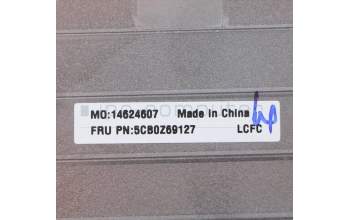 MO:14624607 Made in China
FRU PN:5CB0Z69127 LCFC